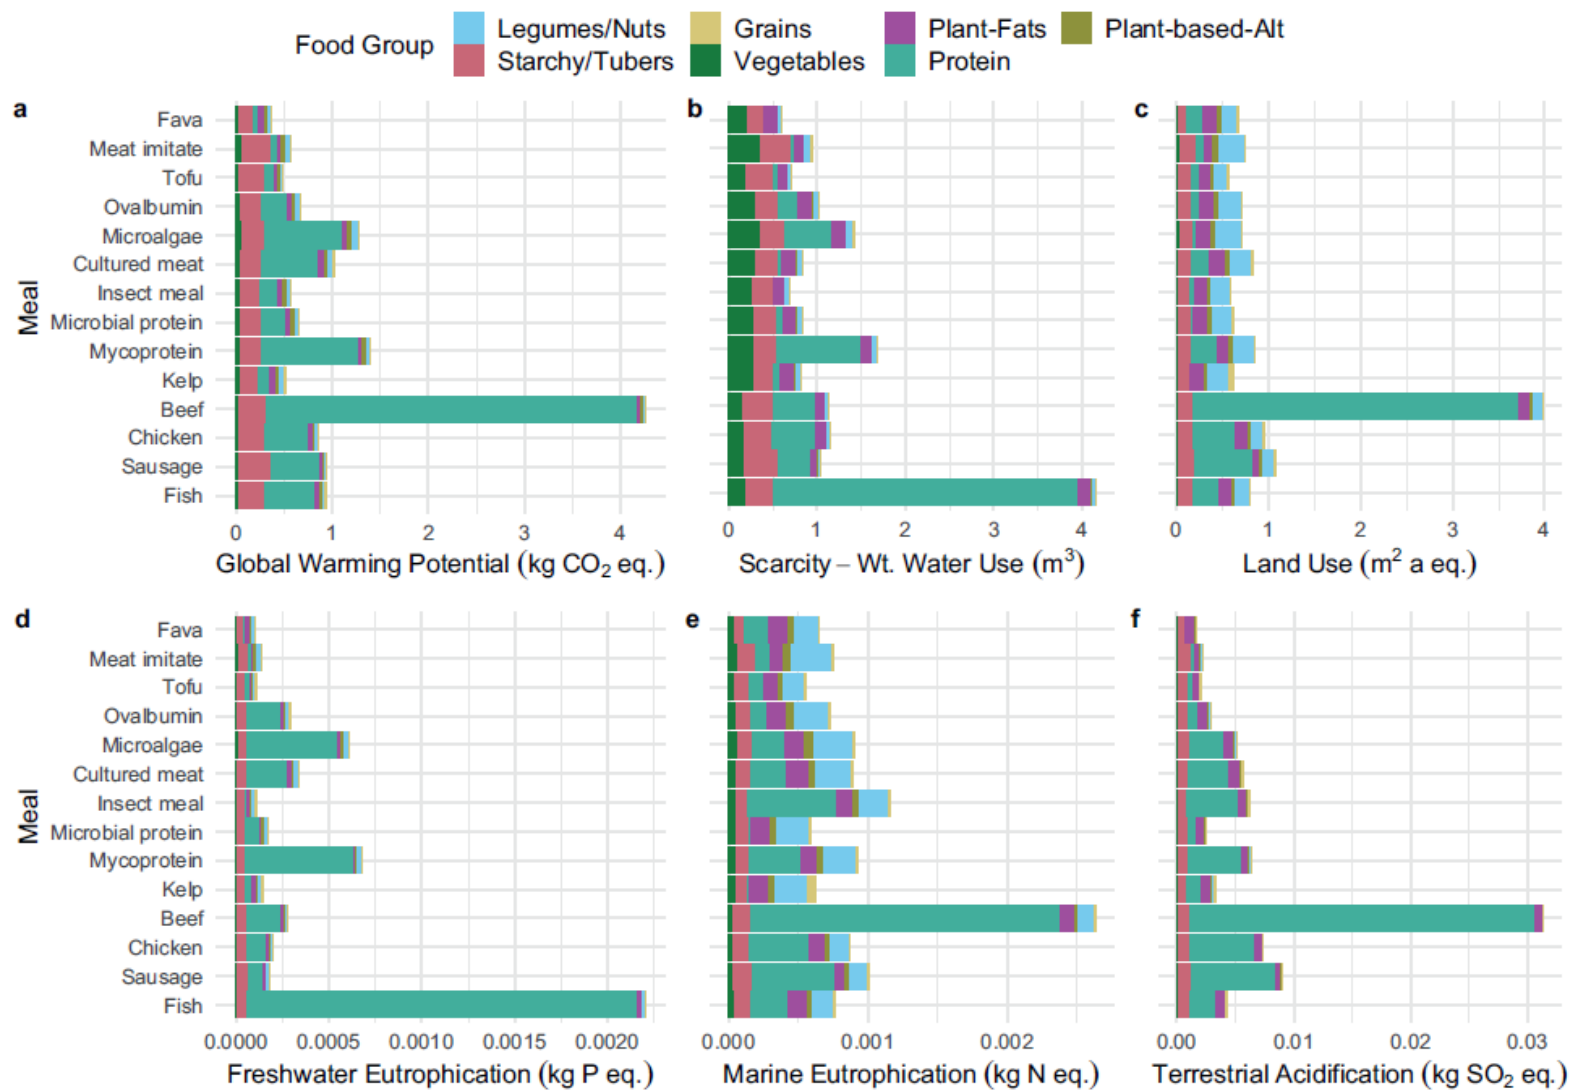 Food Group
Legumes/Nuts
Grains
Plant-Fats
Plant-based-Alt
Starchy/Tubers
Vegetables
Protein
a
b
c
Meal
Fava
Meat imitate
Tofu
Ovalbumin
Microalgae
Cultured meat
Insect meal
Microbial protein
Mycoprotein
Kelp
Beef
Chicken
Sausage
Fish
0 1 2 3 4
0 1 2 3 4
0 1 2 3 4
Global Warming Potential (kg CO₂ eq.)
Scarcity – Wt. Water Use (m³)
Land Use (m² a eq.)
d
e
f
Meal
Fava
Meat imitate
Tofu
Ovalbumin
Microalgae
Cultured meat
Insect meal
Microbial protein
Mycoprotein
Kelp
Beef
Chicken
Sausage
Fish
0.0000 0.0005 0.0010 0.0015 0.0020
0.000 0.001 0.002
0.00 0.01 0.02 0.03
Freshwater Eutrophication (kg P eq.)
Marine Eutrophication (kg N eq.)
Terrestrial Acidification (kg SO₂ eq.)